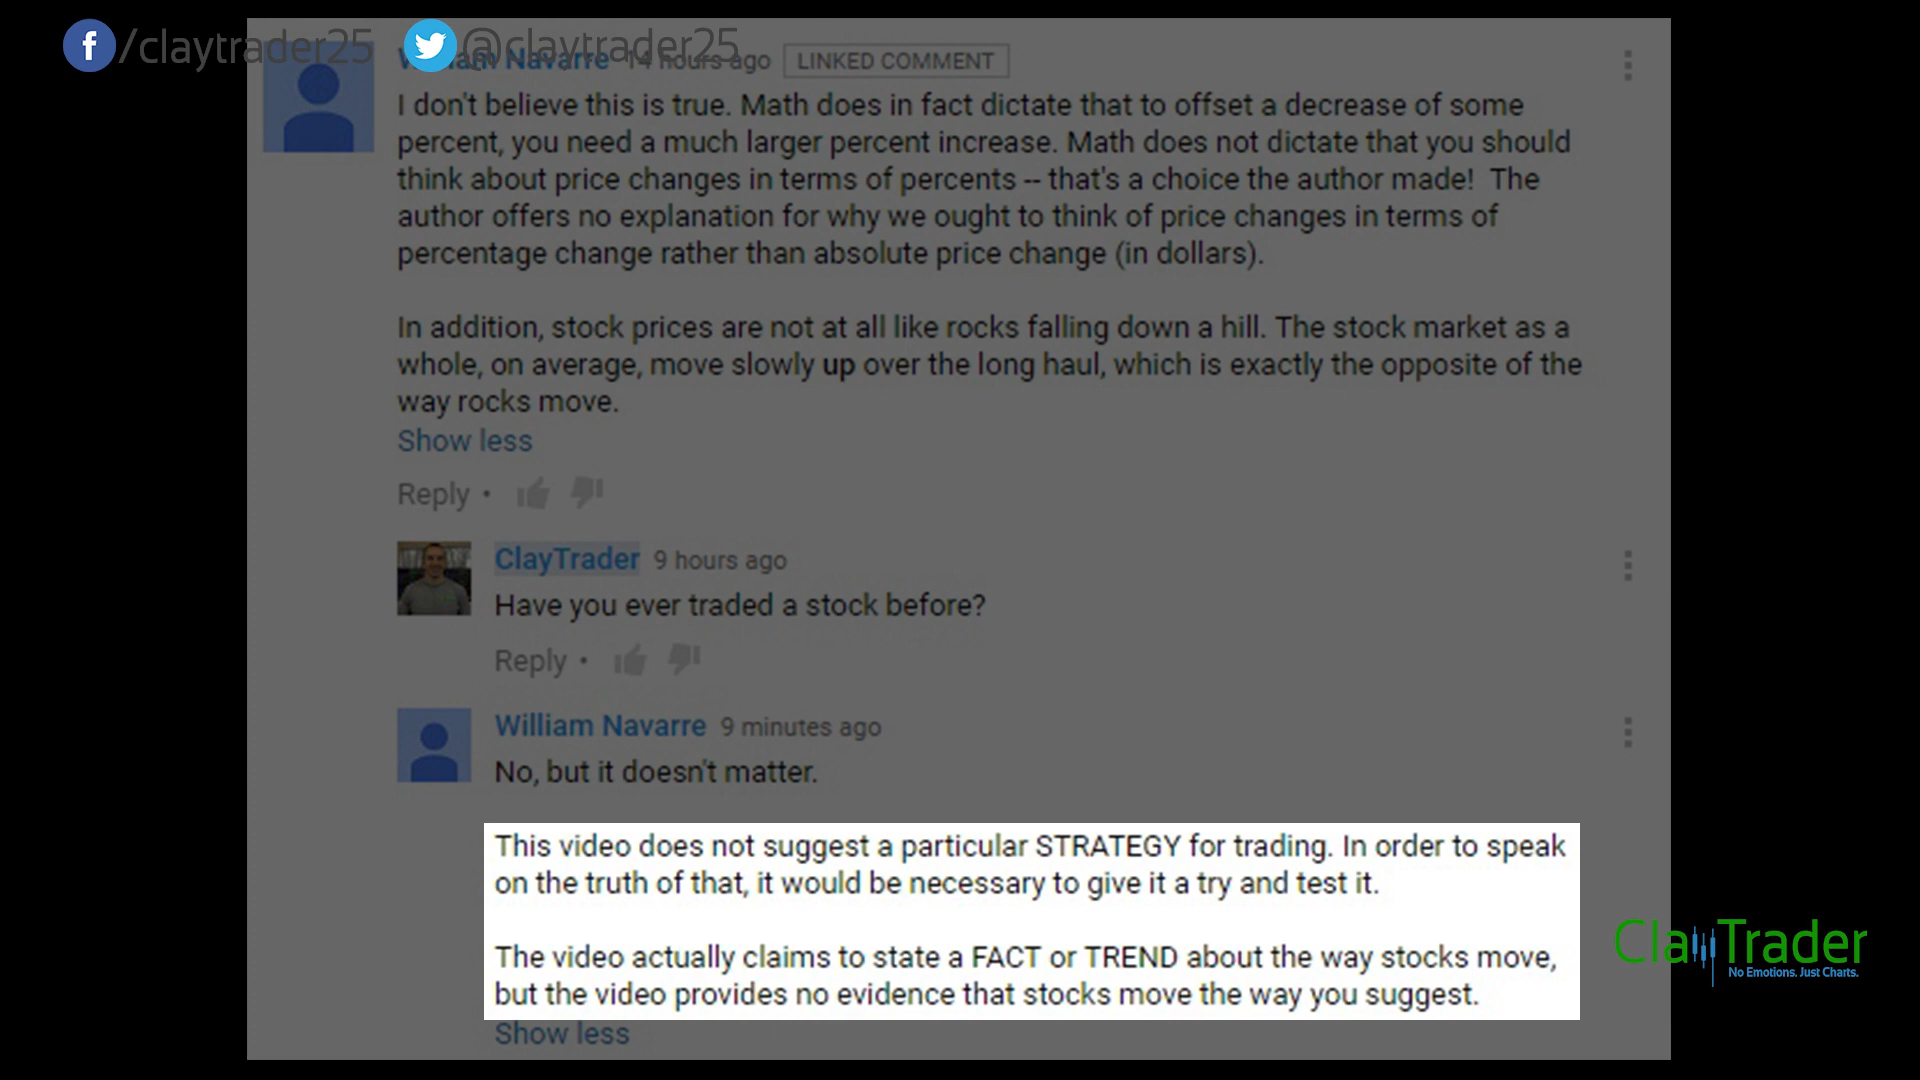 f/claytrader25 @claytrader25
William Navarre 14 hours ago LINKED COMMENT
I don't believe this is true. Math does in fact dictate that to offset a decrease of some
percent, you need a much larger percent increase. Math does not dictate that you should
think about price changes in terms of percents -- that's a choice the author made!  The
author offers no explanation for why we ought to think of price changes in terms of
percentage change rather than absolute price change (in dollars).
In addition, stock prices are not at all like rocks falling down a hill. The stock market as a
whole, on average, move slowly up over the long haul, which is exactly the opposite of the
way rocks move.
Show less
Reply •
ClayTrader 9 hours ago
Have you ever traded a stock before?
Reply •
William Navarre 9 minutes ago
No, but it doesn't matter.
This video does not suggest a particular STRATEGY for trading. In order to speak
on the truth of that, it would be necessary to give it a try and test it.
The video actually claims to state a FACT or TREND about the way stocks move,
but the video provides no evidence that stocks move the way you suggest.
Show less
ClayTrader
No Emotions. Just Charts.